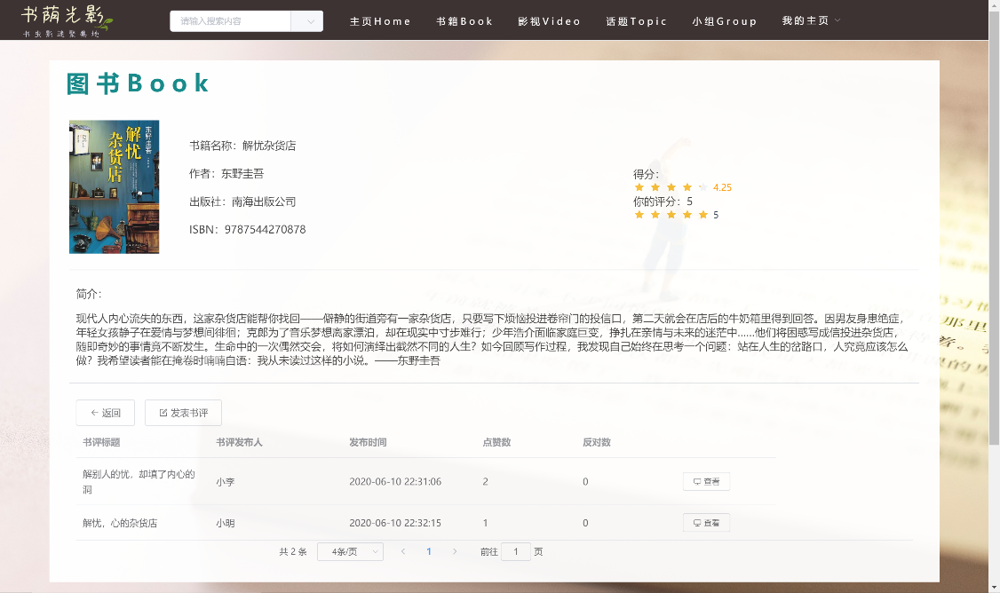 书荫光影
书虫影迷聚集地
请输入搜索内容
主页Home 书籍Book 影视Video 话题Topic 小组Group 我的主页
图书Book
东野圭吾
解忧
杂货店
书籍名称：解忧杂货店
作者：东野圭吾
出版社：南海出版公司
ISBN：9787544270878
得分：
4.25
你的评分：5
5
简介：
现代人内心流失的东西，这家杂货店能帮你找回——僻静的街道旁有一家杂货店，只要写下烦恼投进卷帘门的投信口，第二天就会在店后的牛奶箱里得到回答。因男友身患绝症，
年轻女孩静子在爱情与梦想间徘徊；克郎为了音乐梦想离家漂泊，却在现实中寸步难行；少年浩介面临家庭巨变，挣扎在亲情与未来的迷茫中……他们将困惑写成信投进杂货店，
随即奇妙的事情竟不断发生。生命中的一次偶然交会，将如何演绎出截然不同的人生？如今回顾写作过程，我发现自己始终在思考一个问题：站在人生的岔路口，人究竟应该怎么
做？我希望读者能在掩卷时喃喃自语：我从未读过这样的小说。——东野圭吾
返回 发表书评
书评标题 书评发布人 发布时间 点赞数 反对数
解别人的忧，却填了内心的
洞 小李 2020-06-10 22:31:06 2 0 查看
解忧，心的杂货店 小明 2020-06-10 22:32:15 1 0 查看
共 2 条 4条/页 1 前往 1 页